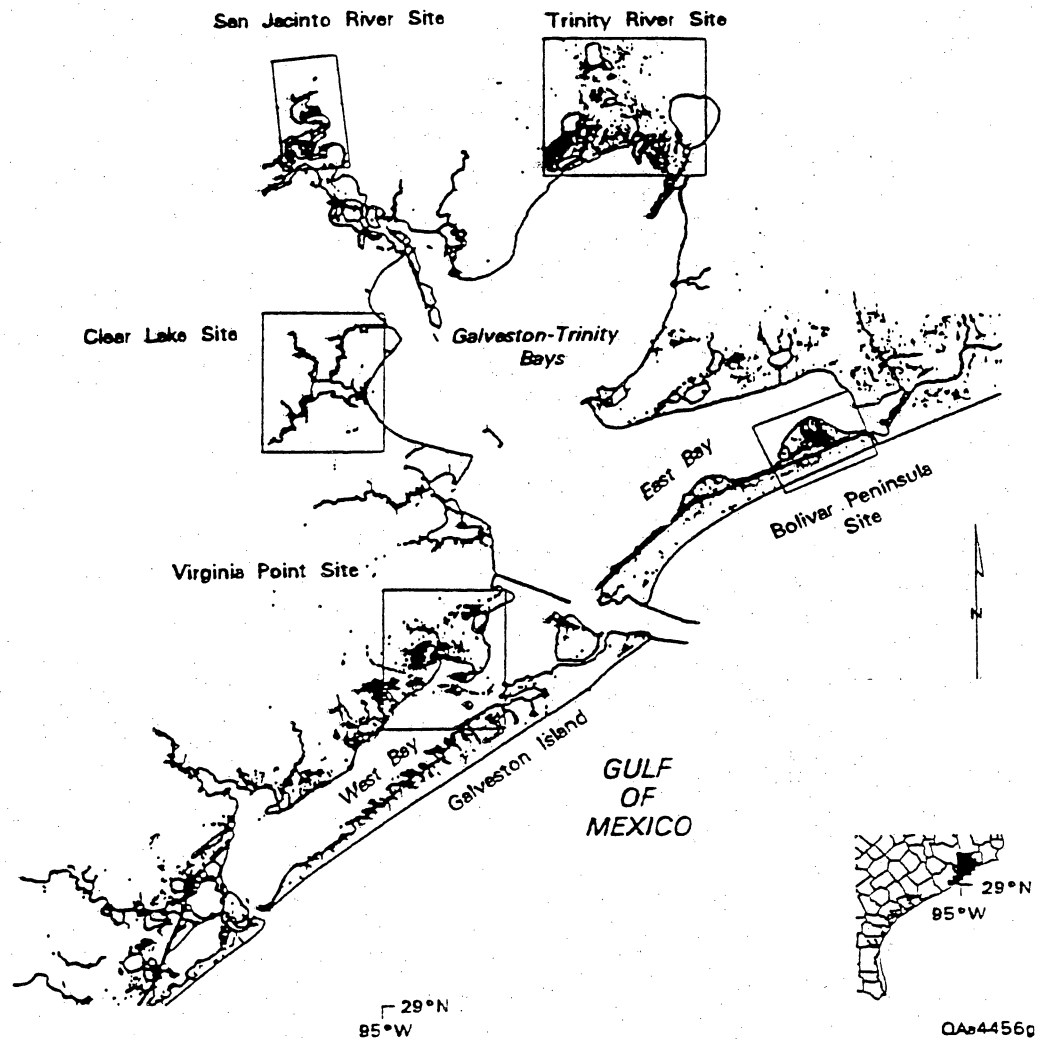 San Jacinto River Site
Trinity River Site
Clear Lake Site
Galveston-Trinity
Bays
East Bay
Bolivar Peninsula
Site
Virginia Point Site
N
West Bay
Galveston Island
GULF
OF
MEXICO
29°N
95°W
29°N
95°W
QAa4456g